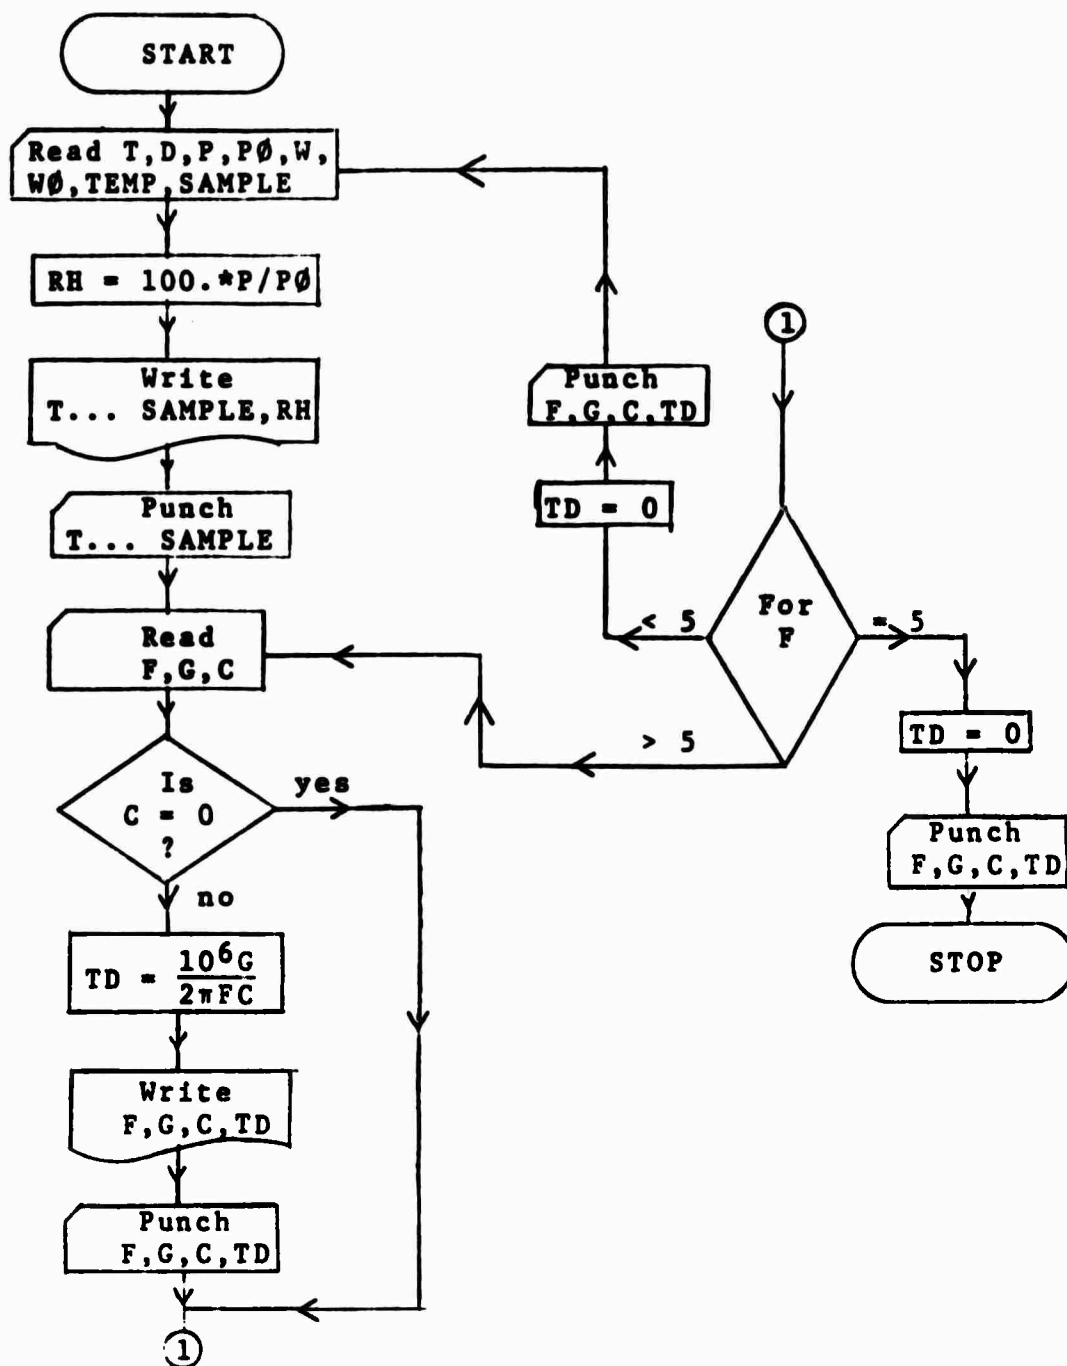 START
Read T,D,P,PØ,W,
WØ,TEMP,SAMPLE
RH = 100.*P/PØ
Write
T... SAMPLE,RH
Punch
T... SAMPLE
Read
F,G,C
Is
C = 0
?
yes
no
TD = 10⁶G / 2πFC
Write
F,G,C,TD
Punch
F,G,C,TD
1
1
For
F
< 5
= 5
> 5
TD = 0
Punch
F,G,C,TD
TD = 0
Punch
F,G,C,TD
STOP